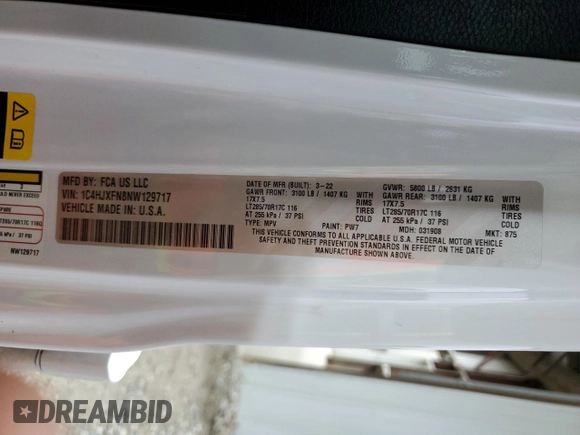 MFD BY: FCA US LLC
VIN: 1C4HJXFN8NW129717
VEHICLE MADE IN U.S.A.
DATE OF MFR (BUILT): 3-22 GVWR: 5800 LB / 2631 KG
GAWR FRONT: 3100 LB / 1407 KG GAWR REAR: 3100 LB / 1407 KG
17X7.5 RIMS 17X7.5 RIMS
LT285/70R17C 116 TIRES LT285/70R17C 116 TIRES
AT 255 kPa / 37 PSI COLD AT 255 kPa / 37 PSI COLD
TYPE: MPV PAINT: PW7 MDH: 031908 MKT: 875
THIS VEHICLE CONFORMS TO ALL APPLICABLE U.S.A. FEDERAL MOTOR VEHICLE
SAFETY AND THEFT PREVENTION STANDARDS IN EFFECT ON THE DATE OF
MANUFACTURE SHOWN ABOVE.
37 PSI
NW129717
DREAMBID